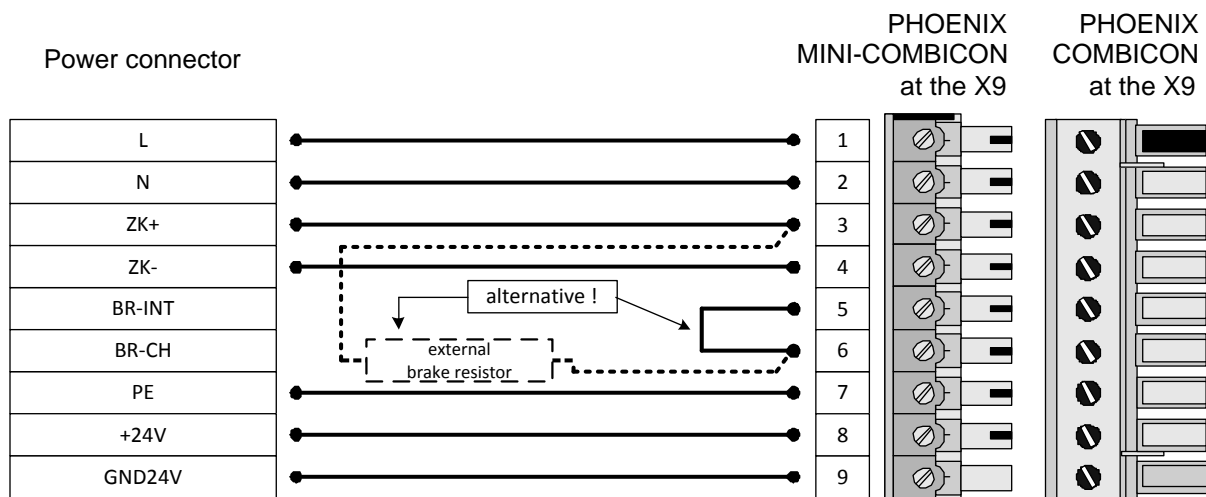 Power connector
PHOENIX
MINI-COMBICON
at the X9
PHOENIX
COMBICON
at the X9
L
1
N
2
ZK+
3
ZK-
4
BR-INT
alternative !
5
BR-CH
external
brake resistor
6
PE
7
+24V
8
GND24V
9